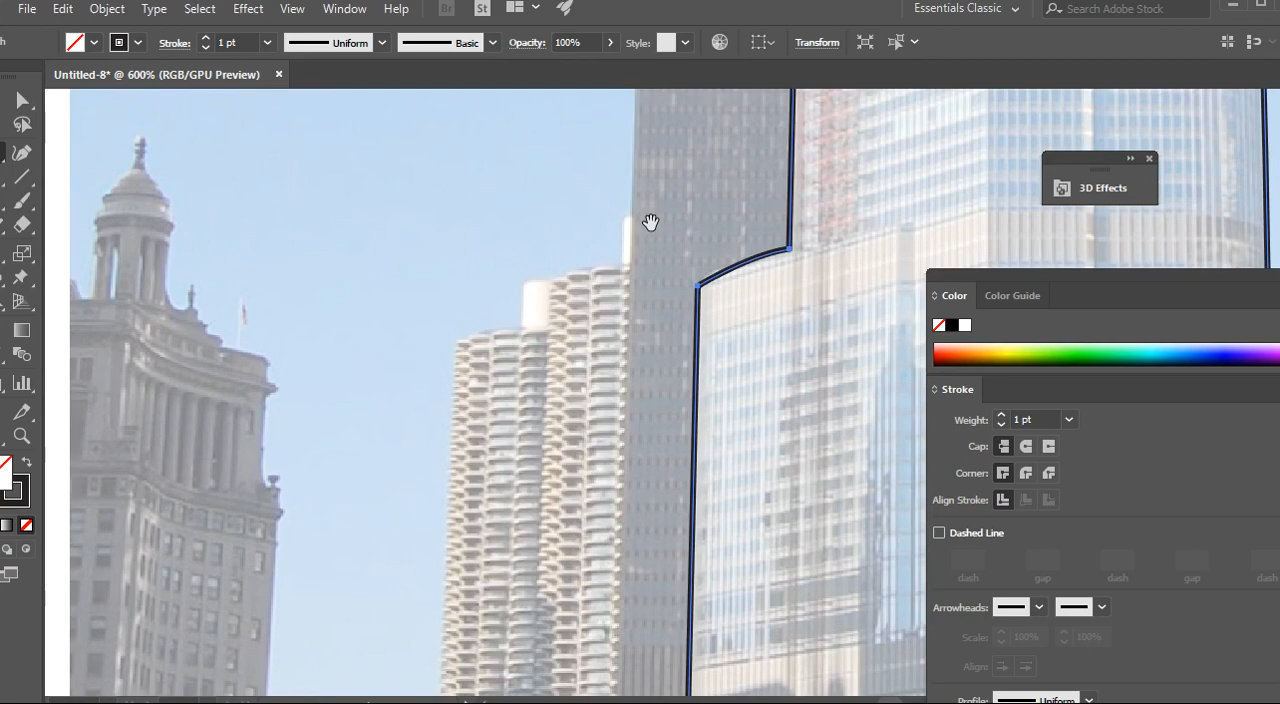 File Edit Object Type Select Effect View Window Help Br St Essentials Classic Search Adobe Stock
h Stroke: 1 pt Uniform Basic Opacity: 100% Style: Transform
Untitled-8* @ 600% (RGB/GPU Preview) ×
3D Effects
Color Color Guide
Stroke
Weight: 1 pt
Cap:
Corner:
Align Stroke:
Dashed Line
dash gap dash gap dash
Arrowheads:
Scale: 100% 100%
Align:
Profile: Uniform